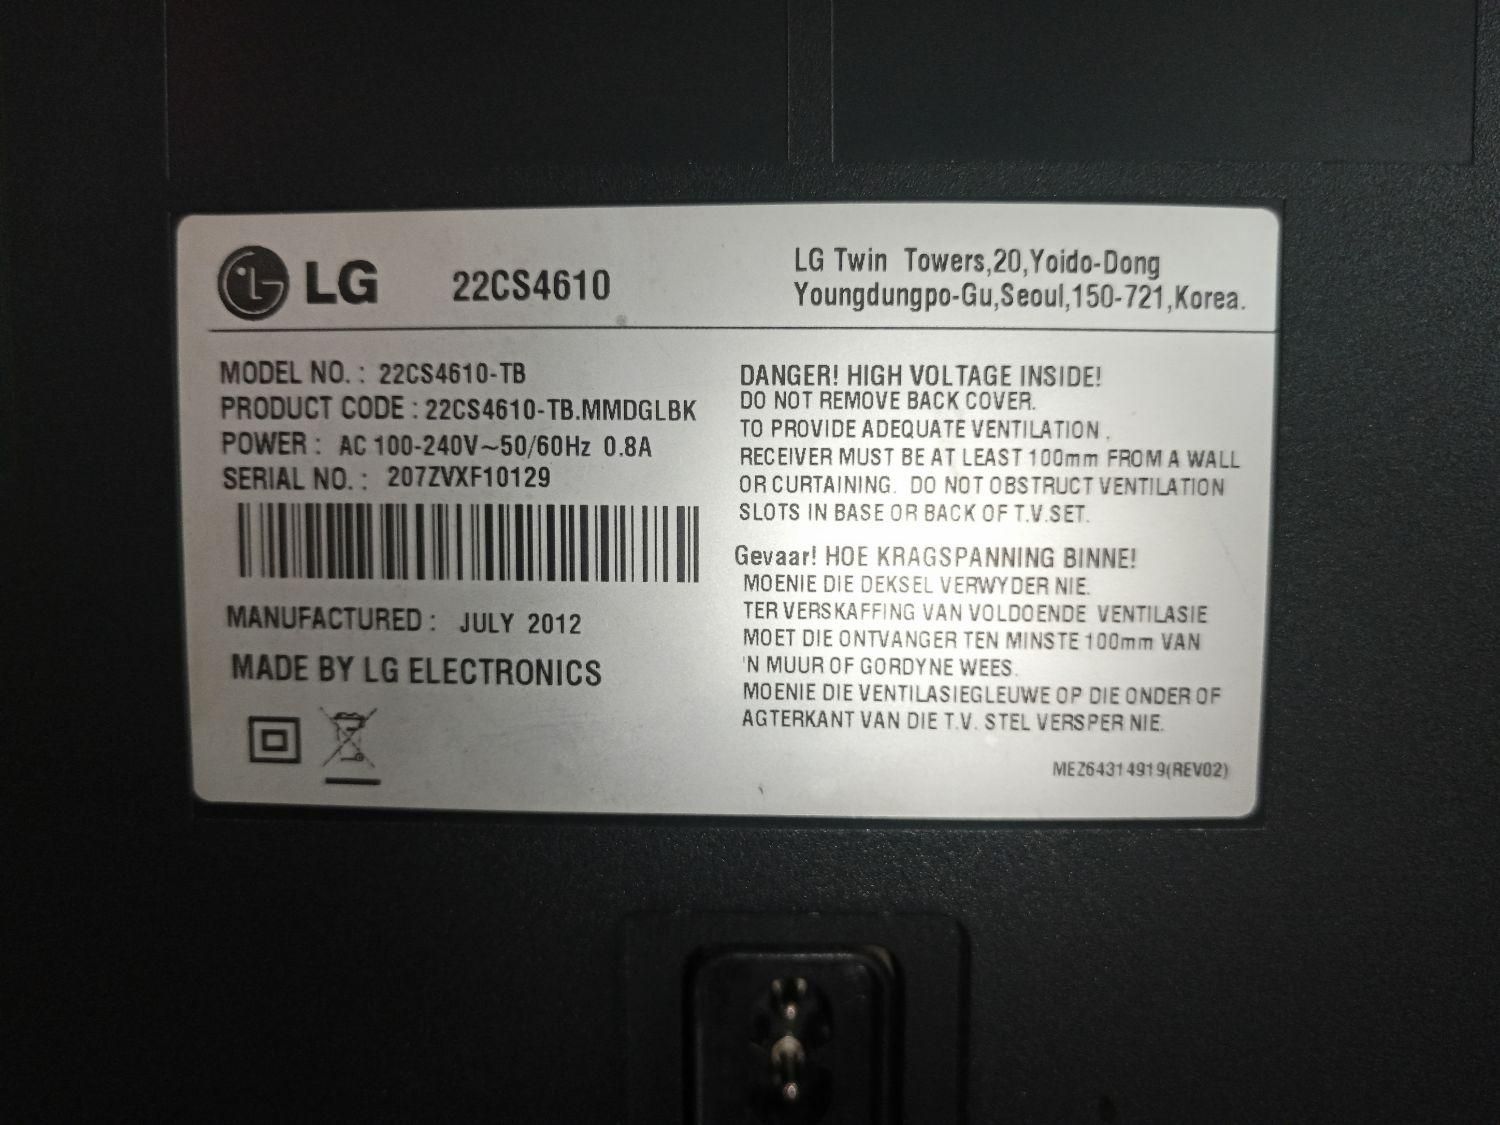 LG 22CS4610
LG Twin Towers,20,Yoido-Dong
Youngdungpo-Gu,Seoul,150-721,Korea.
MODEL NO. : 22CS4610-TB
PRODUCT CODE : 22CS4610-TB.MMDGLBK
POWER : AC 100-240V~50/60Hz 0.8A
SERIAL NO. : 207ZVXF10129
MANUFACTURED : JULY 2012
MADE BY LG ELECTRONICS
DANGER! HIGH VOLTAGE INSIDE!
DO NOT REMOVE BACK COVER.
TO PROVIDE ADEQUATE VENTILATION ,
RECEIVER MUST BE AT LEAST 100mm FROM A WALL
OR CURTAINING. DO NOT OBSTRUCT VENTILATION
SLOTS IN BASE OR BACK OF T.V.SET.
Gevaar! HOE KRAGSPANNING BINNE!
MOENIE DIE DEKSEL VERWYDER NIE.
TER VERSKAFFING VAN VOLDOENDE VENTILASIE
MOET DIE ONTVANGER TEN MINSTE 100mm VAN
'N MUUR OF GORDYNE WEES.
MOENIE DIE VENTILASIEGLEUWE OP DIE ONDER OF
AGTERKANT VAN DIE T.V. STEL VERSPER NIE.
MEZ64314919(REV02)